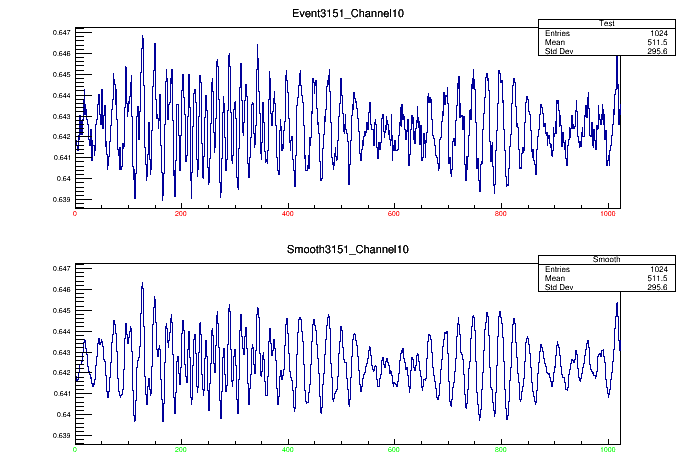 Event3151_Channel10
Test
Entries 1024
Mean 511.5
Std Dev 295.6
0.647
0.646
0.645
0.644
0.643
0.642
0.641
0.64
0.639
0 200 400 600 800 1000
Smooth3151_Channel10
Smooth
Entries 1024
Mean 511.5
Std Dev 295.6
0.647
0.646
0.645
0.644
0.643
0.642
0.641
0.64
0.639
0 200 400 600 800 1000